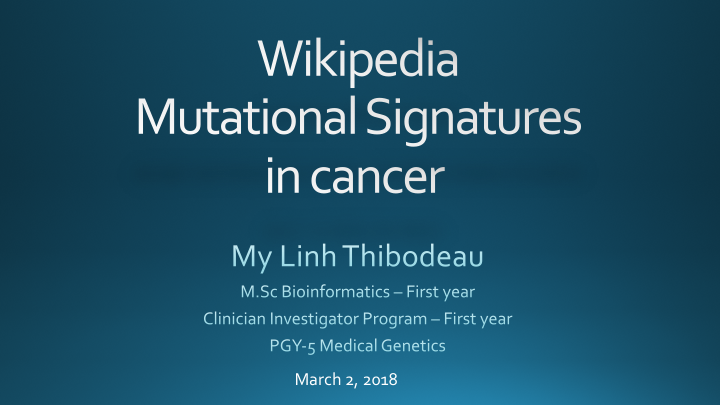 Wikipedia
Mutational Signatures
in cancer
My Linh Thibodeau
M.Sc Bioinformatics – First year
Clinician Investigator Program – First year
PGY-5 Medical Genetics
March 2, 2018